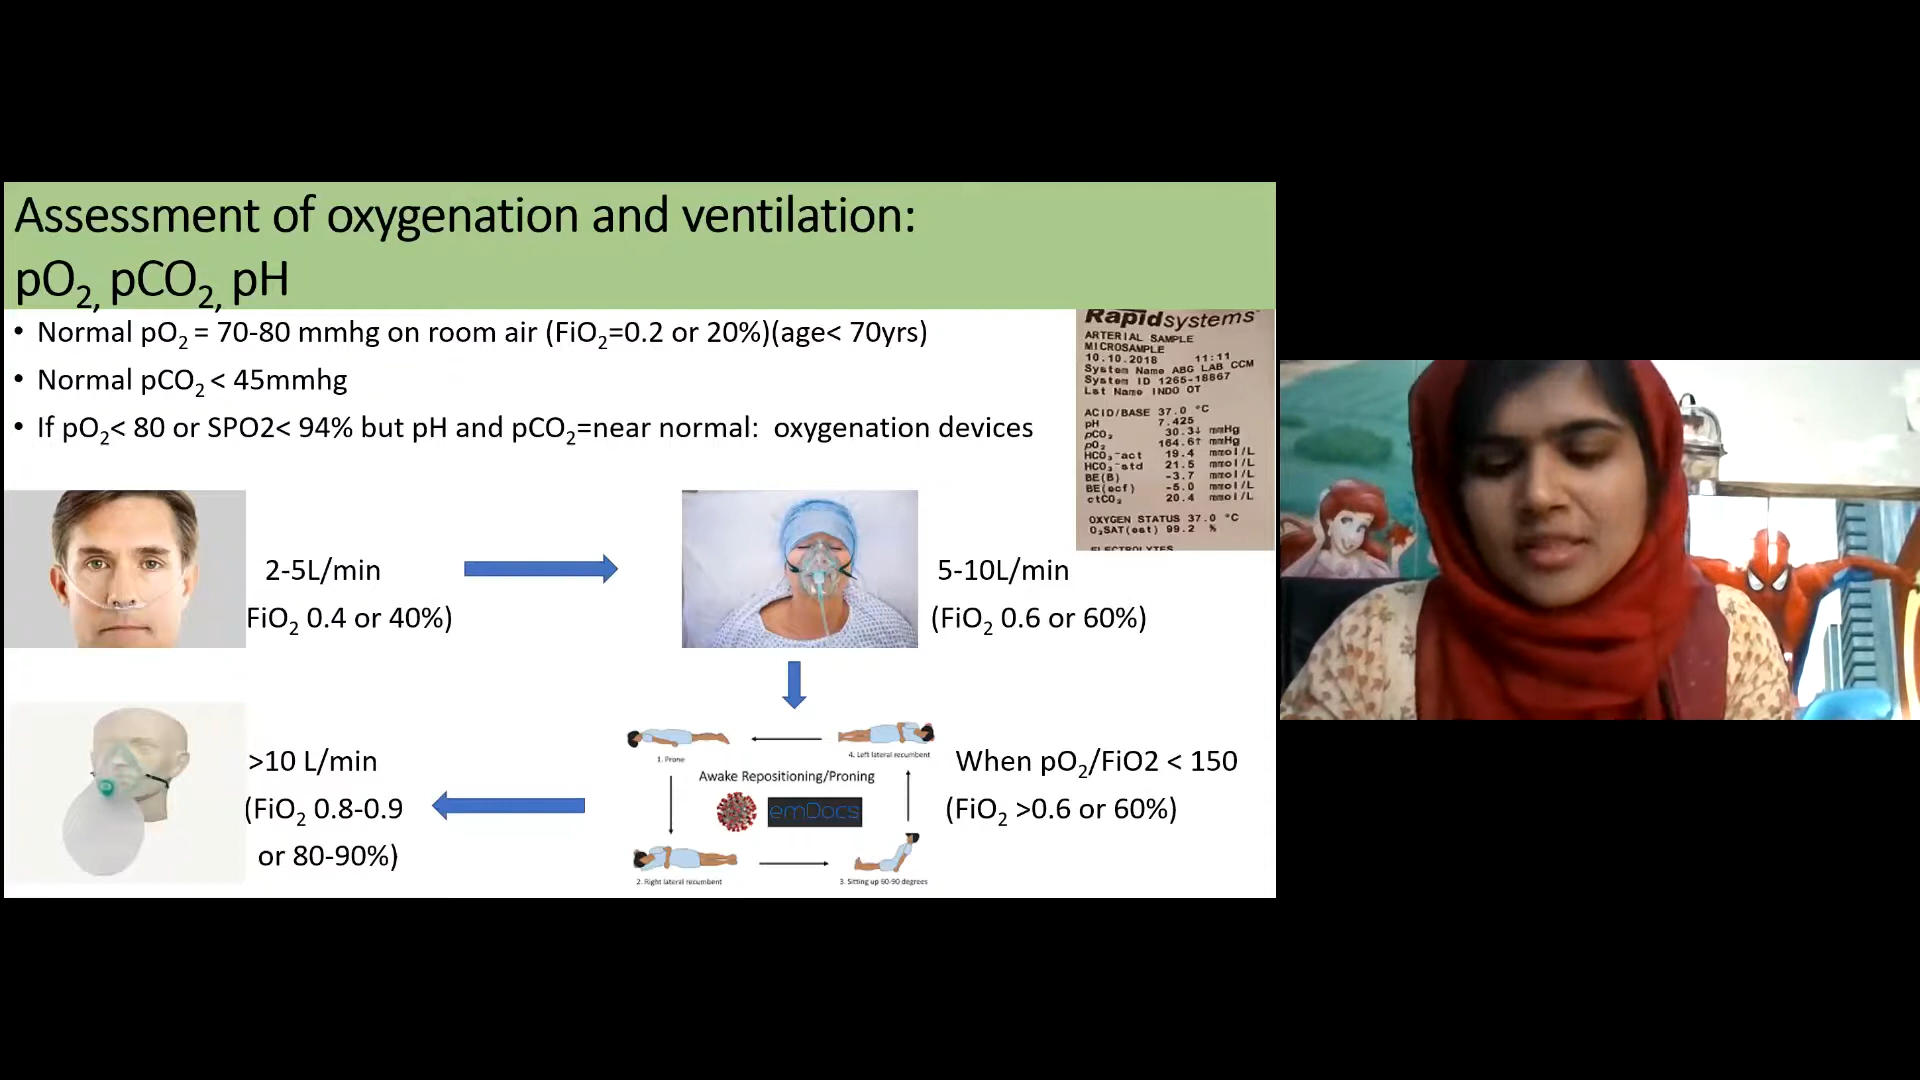 Assessment of oxygenation and ventilation:
pO2, pCO2, pH
• Normal pO2 = 70-80 mmhg on room air (FiO2=0.2 or 20%)(age< 70yrs)
• Normal pCO2 < 45mmhg
• If pO2< 80 or SPO2< 94% but pH and pCO2=near normal: oxygenation devices
Rapidsystems
ARTERIAL SAMPLE
MICROSAMPLE
10.10.2018 11:11
System Name ABG LAB CCM
System ID 1265-18867
Lst Name INDO OT
ACID/BASE 37.0 °C
pH 7.425
pCO2 30.3↓ mmHg
pO2 164.6↑ mmHg
HCO3-act 19.4 mmol/L
HCO3-std 21.5 mmol/L
BE(B) -3.7 mmol/L
BE(ecf) -5.0 mmol/L
ctCO2 20.4 mmol/L
OXYGEN STATUS 37.0 °C
O2SAT(est) 99.2 %
ELECTROLYTES
2-5L/min
FiO2 0.4 or 40%)
5-10L/min
(FiO2 0.6 or 60%)
>10 L/min
(FiO2 0.8-0.9
or 80-90%)
1. Prone
4. Left lateral recumbent
Awake Repositioning/Proning
emDocs
2. Right lateral recumbent
3. Sitting up 60-90 degrees
When pO2/FiO2 < 150
(FiO2 >0.6 or 60%)